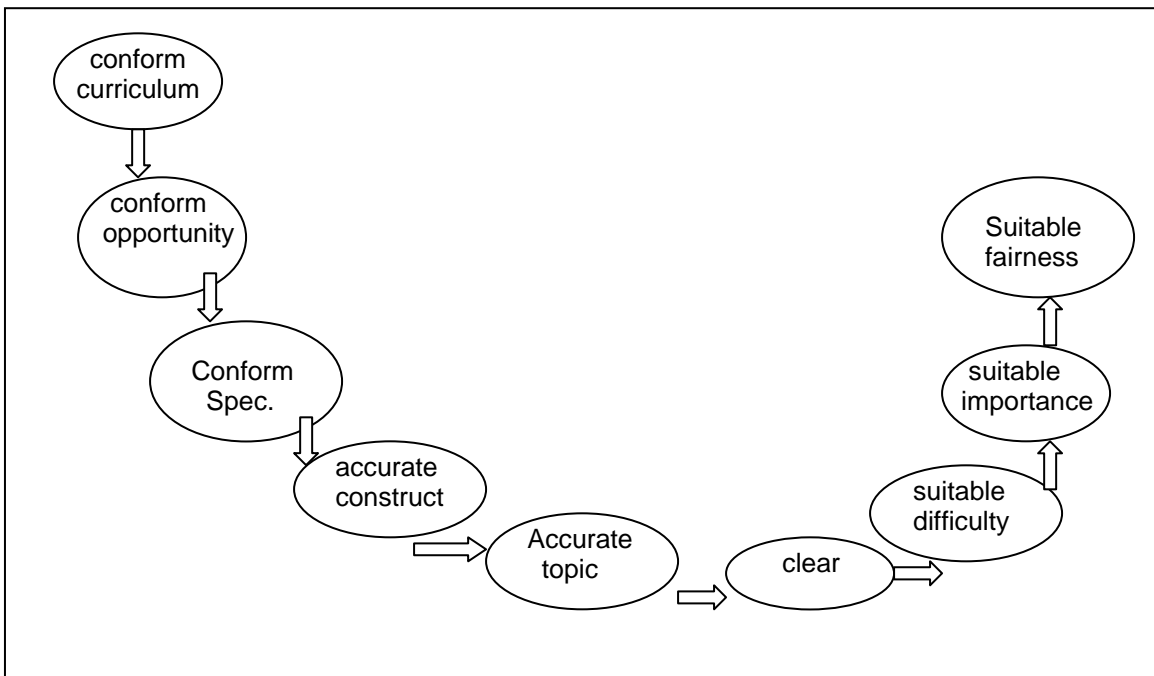 conform
curriculum
conform
opportunity
Conform
Spec.
accurate
construct
Accurate
topic
clear
suitable
difficulty
suitable
importance
Suitable
fairness